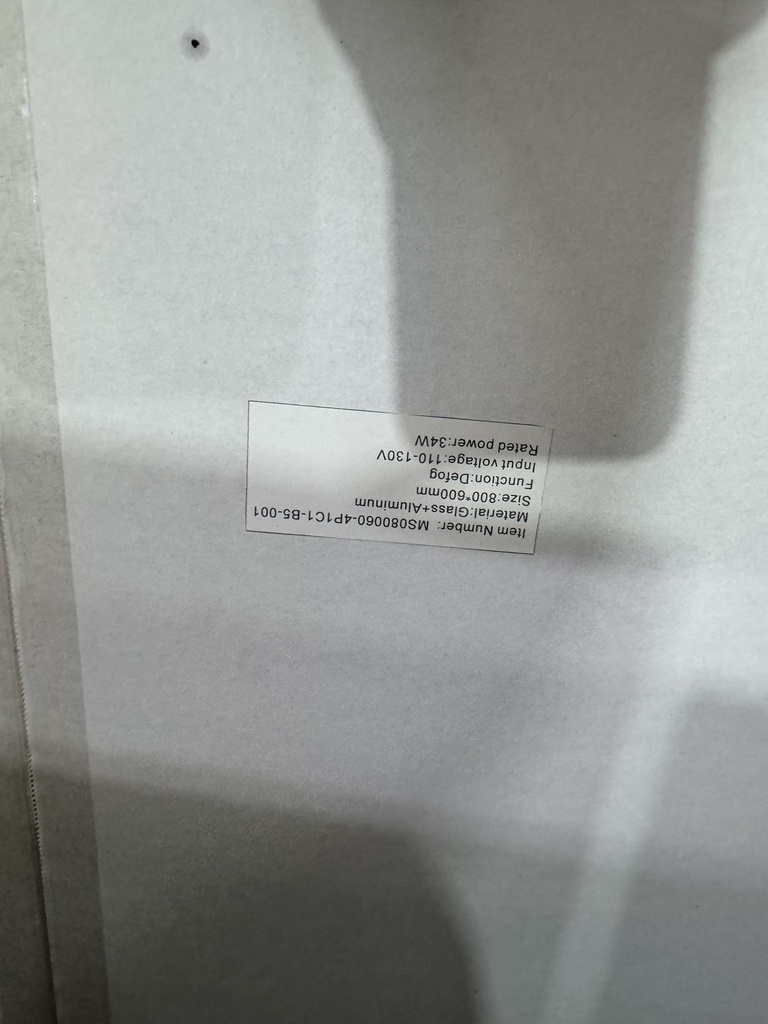 Item Number: MS080060-4P1C1-B5-001
Material:Glass+Aluminum
Size:800*600mm
Function:Defog
Input voltage:110-130V
Rated power:34W